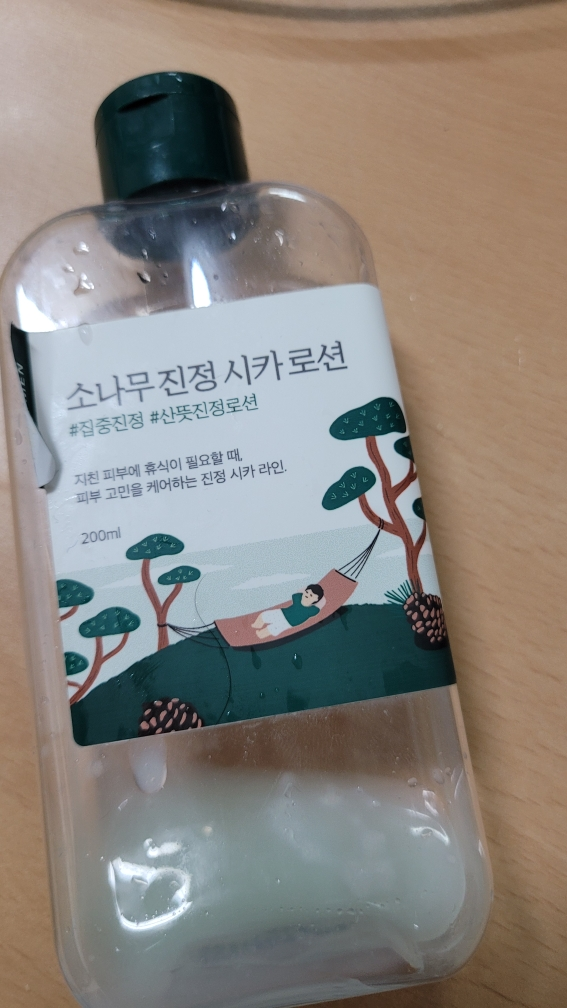 소나무 진정 시카 로션
#집중진정 #산뜻진정로션
지친 피부에 휴식이 필요할 때,
피부 고민을 케어하는 진정 시카 라인.
200ml